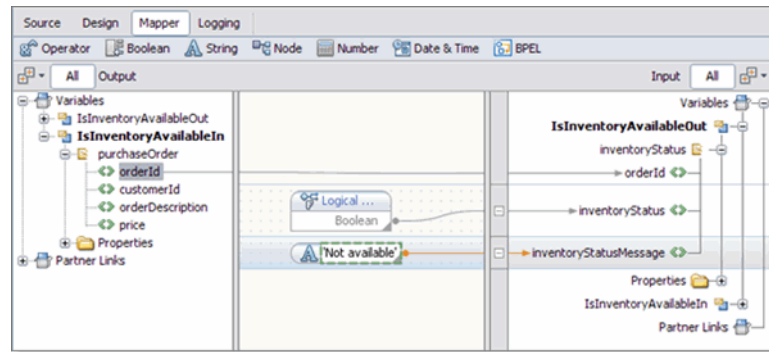 Source Design Mapper Logging
Operator Boolean String Node Number Date & Time BPEL
All Output Input All
Variables
IsInventoryAvailableOut
IsInventoryAvailableIn
purchaseOrder
orderId
customerId
orderDescription
price
Properties
Partner Links
Logical ...
Boolean
'Not available'
Variables
IsInventoryAvailableOut
inventoryStatus
orderId
inventoryStatus
inventoryStatusMessage
Properties
IsInventoryAvailableIn
Partner Links